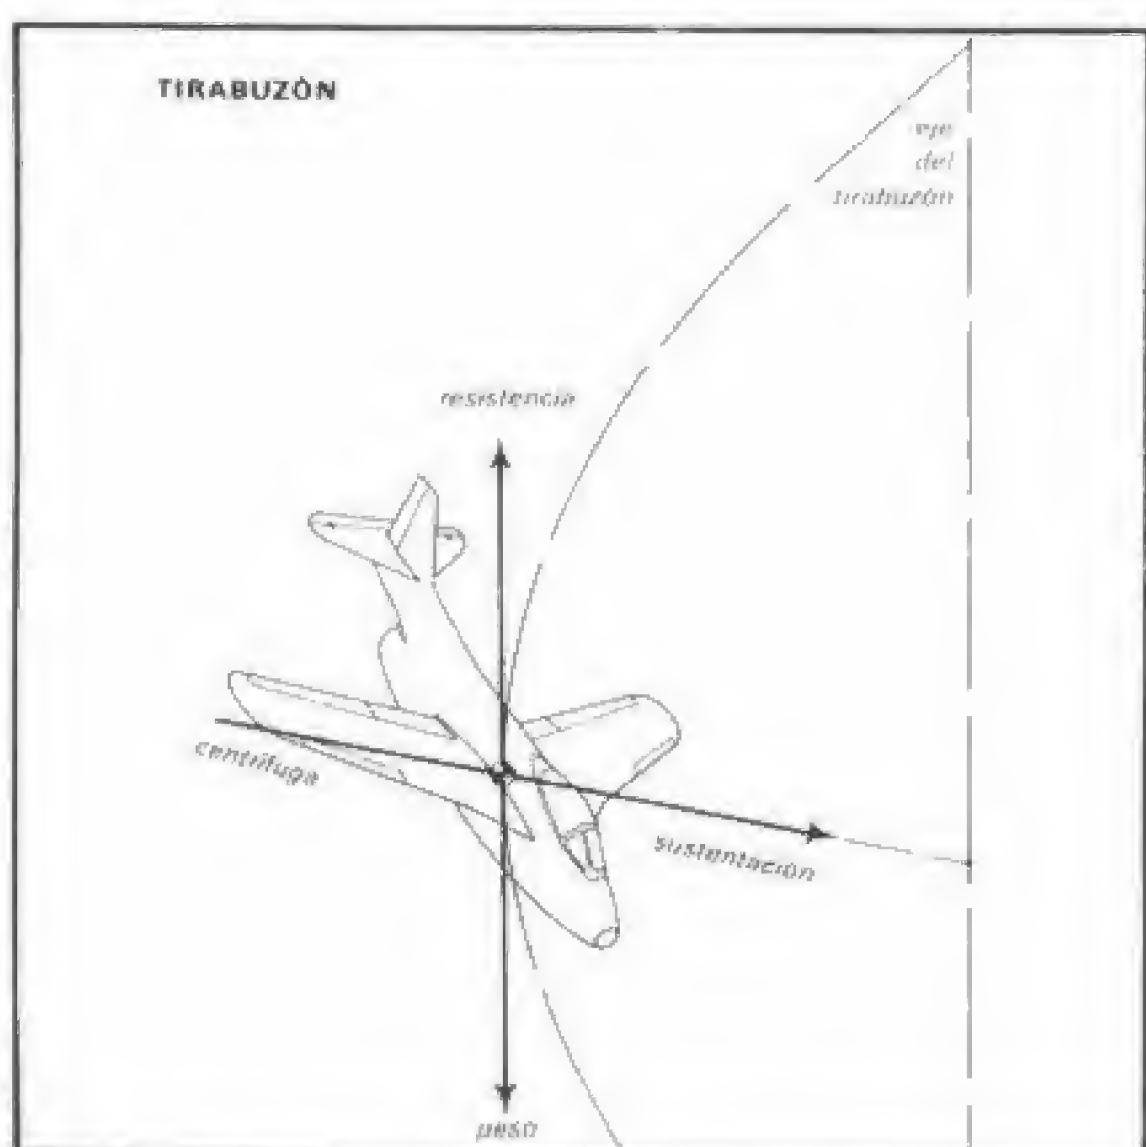 TIRABUZÓN
eje
del
tirabuzón
resistencia
centrífuga
sustentación
peso